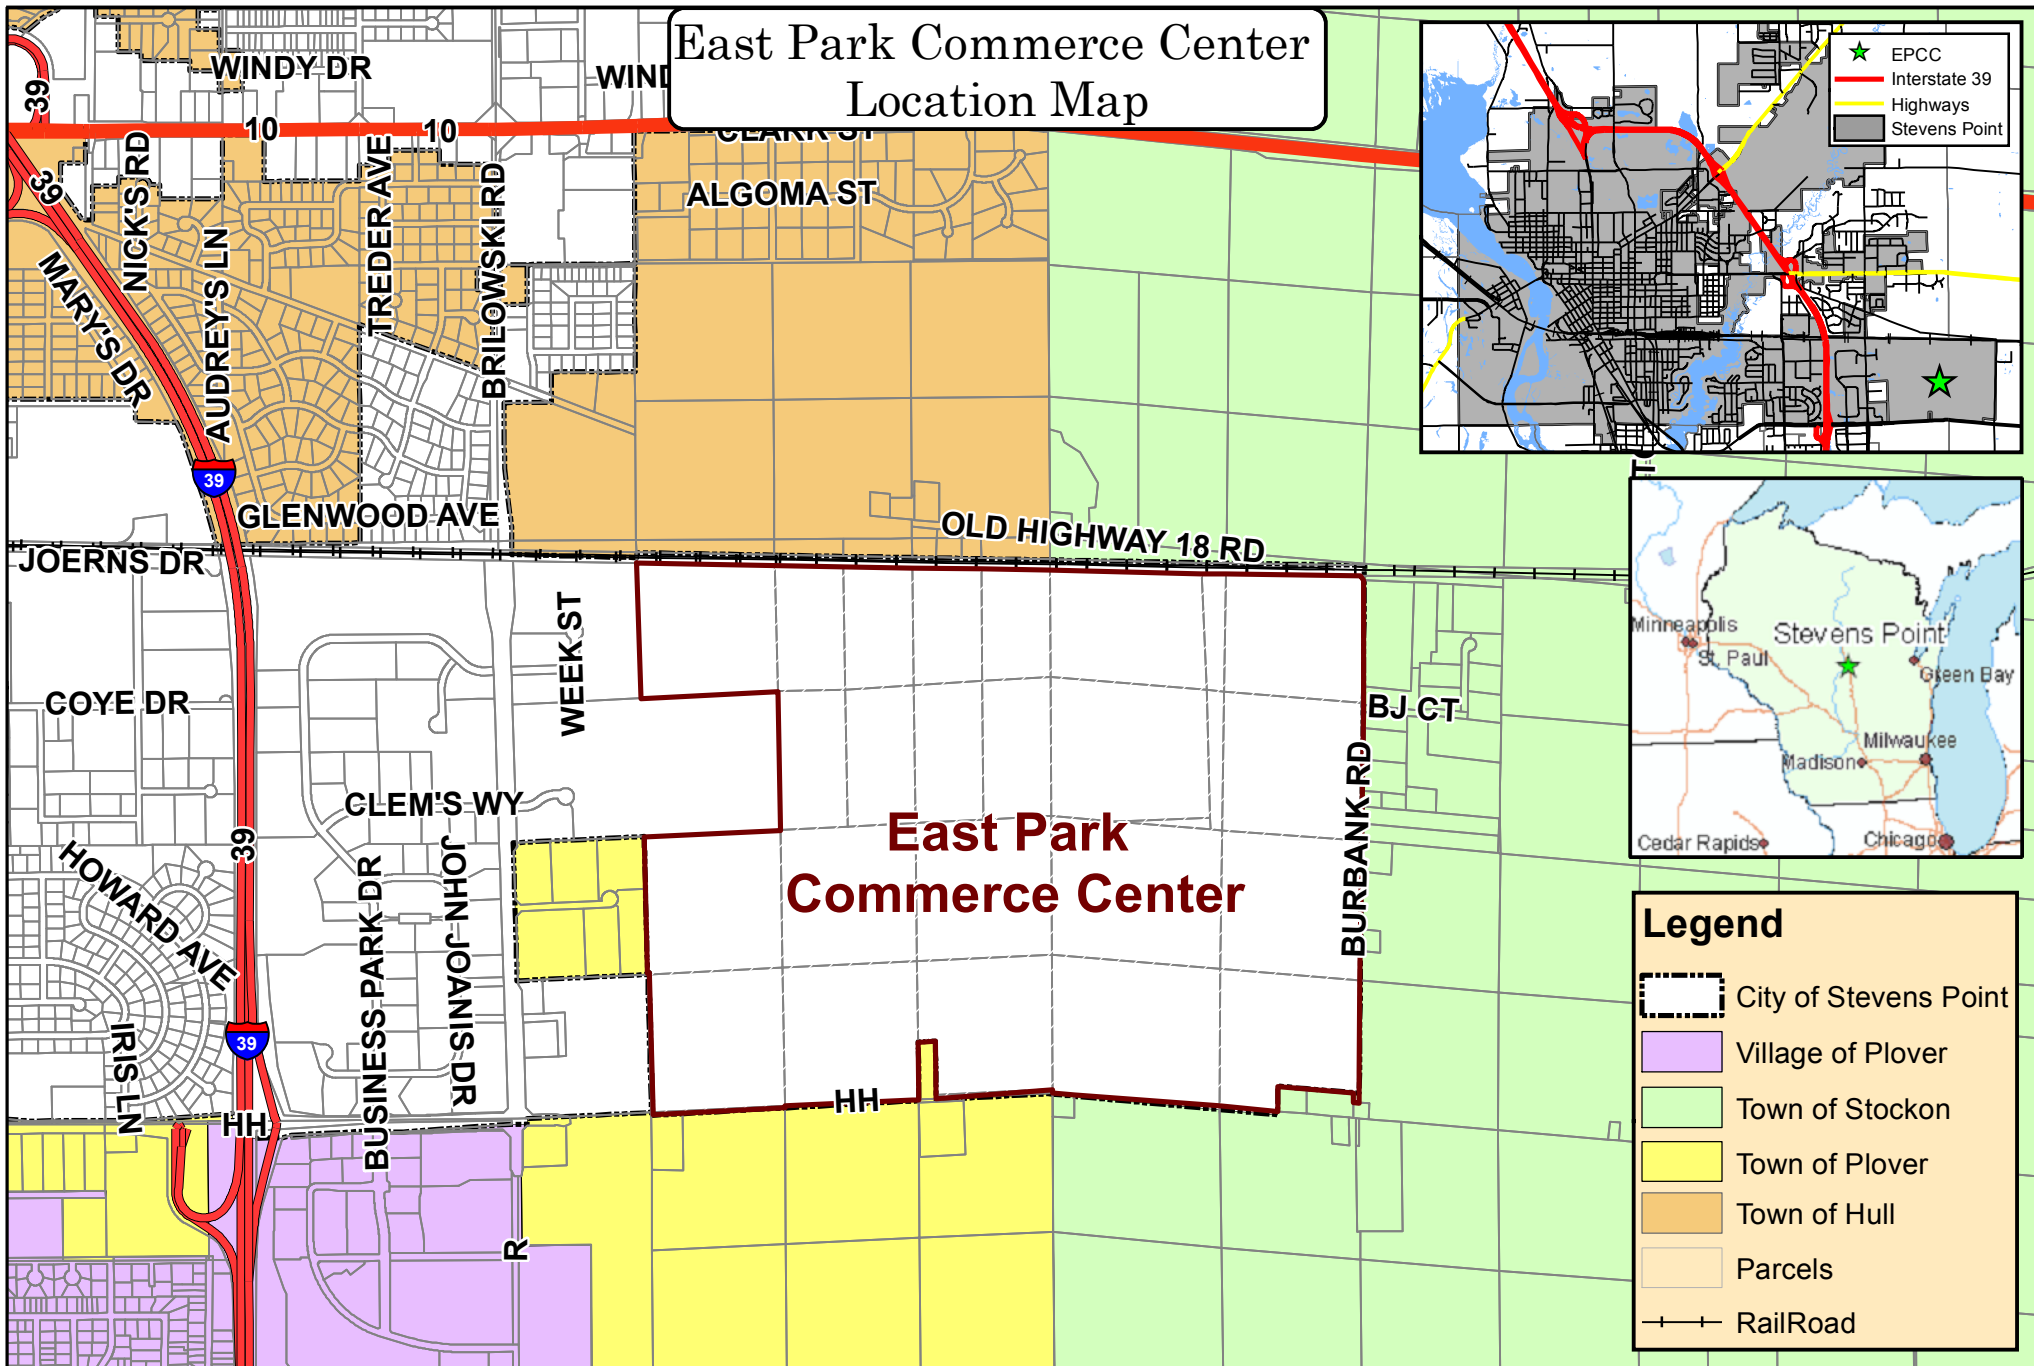 East Park Commerce Center
Location Map
WINDY DR
WIND
39
10
10
CLARK ST
ALGOMA ST
39
NICK'S RD
MARY'S DR
AUDREY'S LN
TREDER AVE
BRILOWSKI RD
39
GLENWOOD AVE
OLD HIGHWAY 18 RD
JOERNS DR
WEEK ST
COYE DR
BJ CT
CLEM'S WY
39
HOWARD AVE
BUSINESS PARK DR
JOHN JOANIS DR
BURBANK RD
East Park
Commerce Center
39
IRIS LN
HH
HH
R
EPCC
Interstate 39
Highways
Stevens Point
Minneapolis
St. Paul
Stevens Point
Green Bay
Milwaukee
Madison
Cedar Rapids
Chicago
Legend
City of Stevens Point
Village of Plover
Town of Stockon
Town of Plover
Town of Hull
Parcels
RailRoad